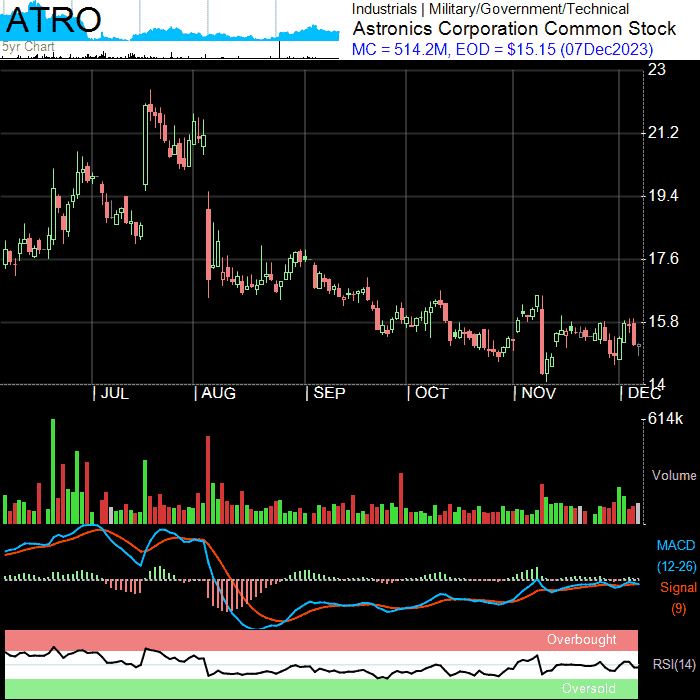 ATRO
5yr Chart
Industrials | Military/Government/Technical
Astronics Corporation Common Stock
MC = 514.2M, EOD = $15.15 (07Dec2023)
23
21.2
19.4
17.6
15.8
14
| JUL | AUG | SEP | OCT | NOV | DEC
614k
Volume
MACD
(12-26)
Signal
(9)
Overbought
RSI(14)
Oversold